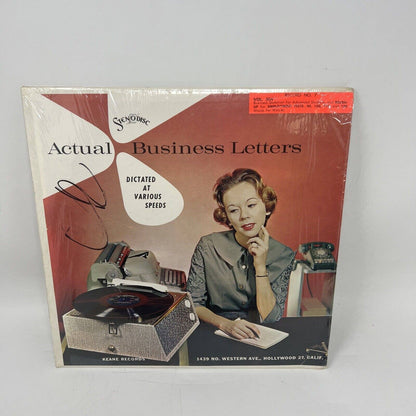 STENODISC
Actual Business Letters
DICTATED
AT
VARIOUS
SPEEDS
KEANE RECORDS
1439 NO. WESTERN AVE., HOLLYWOOD 27, CALIF.